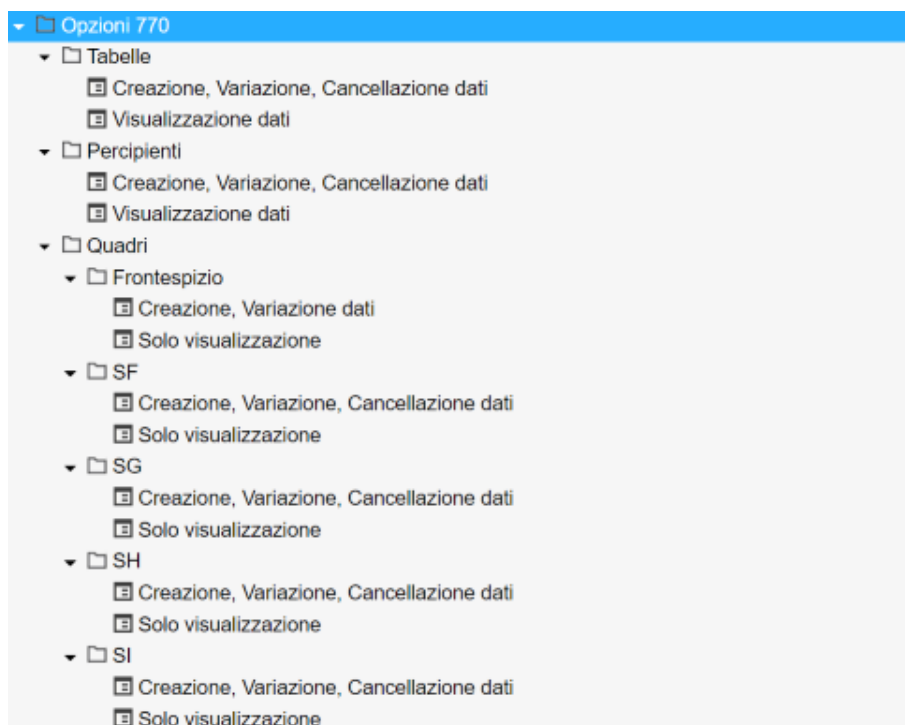 Opzioni 770
Tabelle
Creazione, Variazione, Cancellazione dati
Visualizzazione dati
Percipienti
Creazione, Variazione, Cancellazione dati
Visualizzazione dati
Quadri
Frontespizio
Creazione, Variazione dati
Solo visualizzazione
SF
Creazione, Variazione, Cancellazione dati
Solo visualizzazione
SG
Creazione, Variazione, Cancellazione dati
Solo visualizzazione
SH
Creazione, Variazione, Cancellazione dati
Solo visualizzazione
SI
Creazione, Variazione, Cancellazione dati
Solo visualizzazione